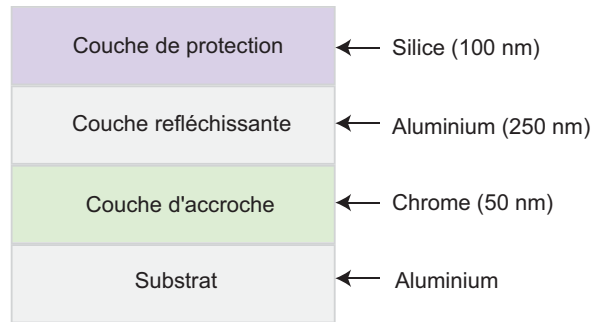 Couche de protection
Silice (100 nm)
Couche refléchissante
Aluminium (250 nm)
Couche d'accroche
Chrome (50 nm)
Substrat
Aluminium